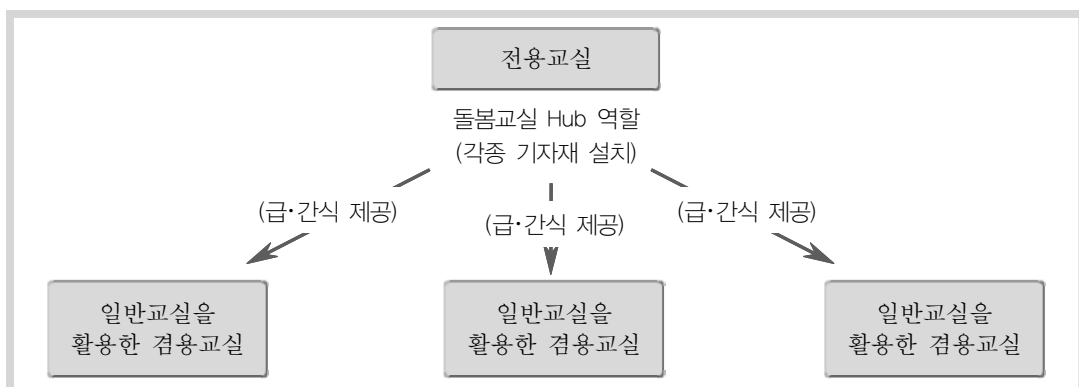 전용교실
돌봄교실 Hub 역할
(각종 기자재 설치)
(급·간식 제공)
(급·간식 제공)
(급·간식 제공)
일반교실을
활용한 겸용교실
일반교실을
활용한 겸용교실
일반교실을
활용한 겸용교실